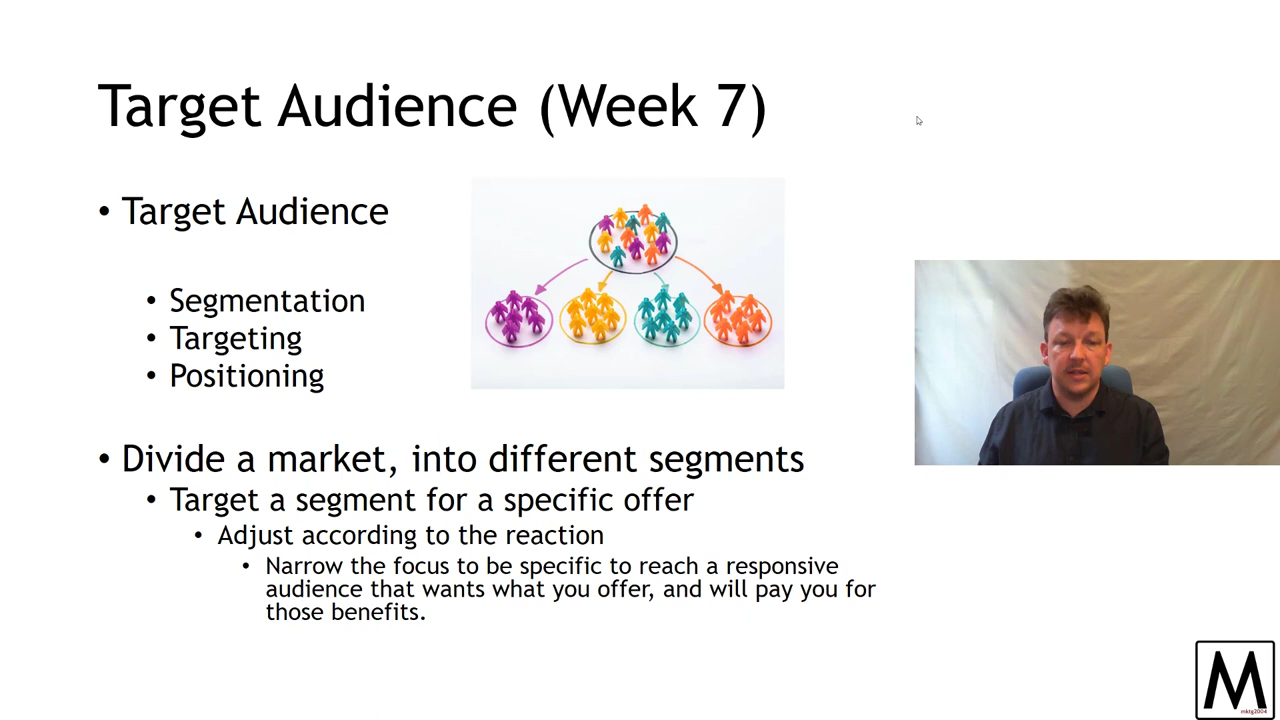 Target Audience (Week 7)
• Target Audience
• Segmentation
• Targeting
• Positioning
• Divide a market, into different segments
• Target a segment for a specific offer
• Adjust according to the reaction
• Narrow the focus to be specific to reach a responsive
audience that wants what you offer, and will pay you for
those benefits.
M
mktg2004